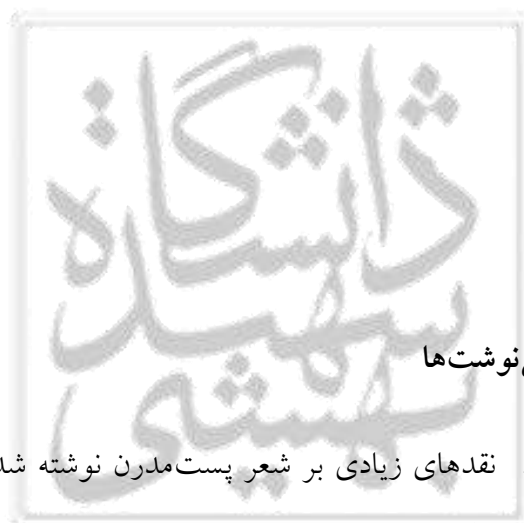 دانشگاه
شهید
بهشتی
نوشت‌ها
نقدهای زیادی بر شعر پست‌مدرن نوشته شد